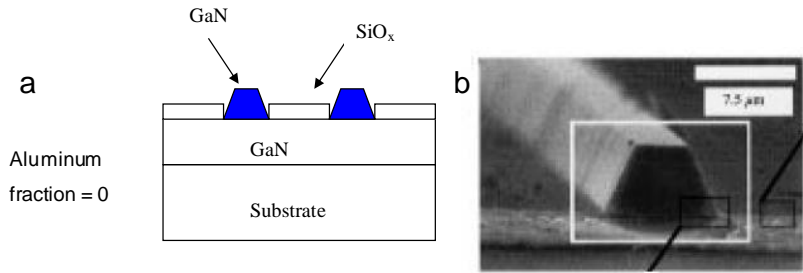 GaN
SiOx
a
b
7.5 µm
GaN
Aluminum
fraction = 0
Substrate